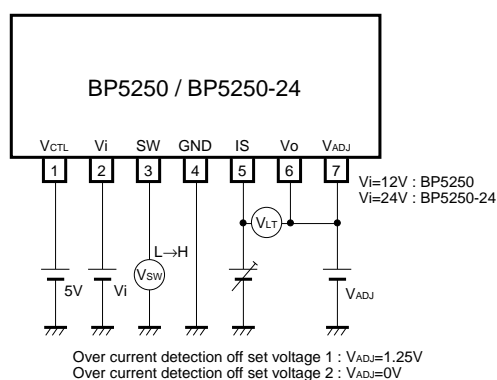 BP5250 / BP5250-24
VCTL Vi SW GND IS Vo VADJ
1 2 3 4 5 6 7
Vi=12V : BP5250
Vi=24V : BP5250-24
VLT
L→H
VSW
5V Vi VADJ
Over current detection off set voltage 1 : VADJ=1.25V
Over current detection off set voltage 2 : VADJ=0V